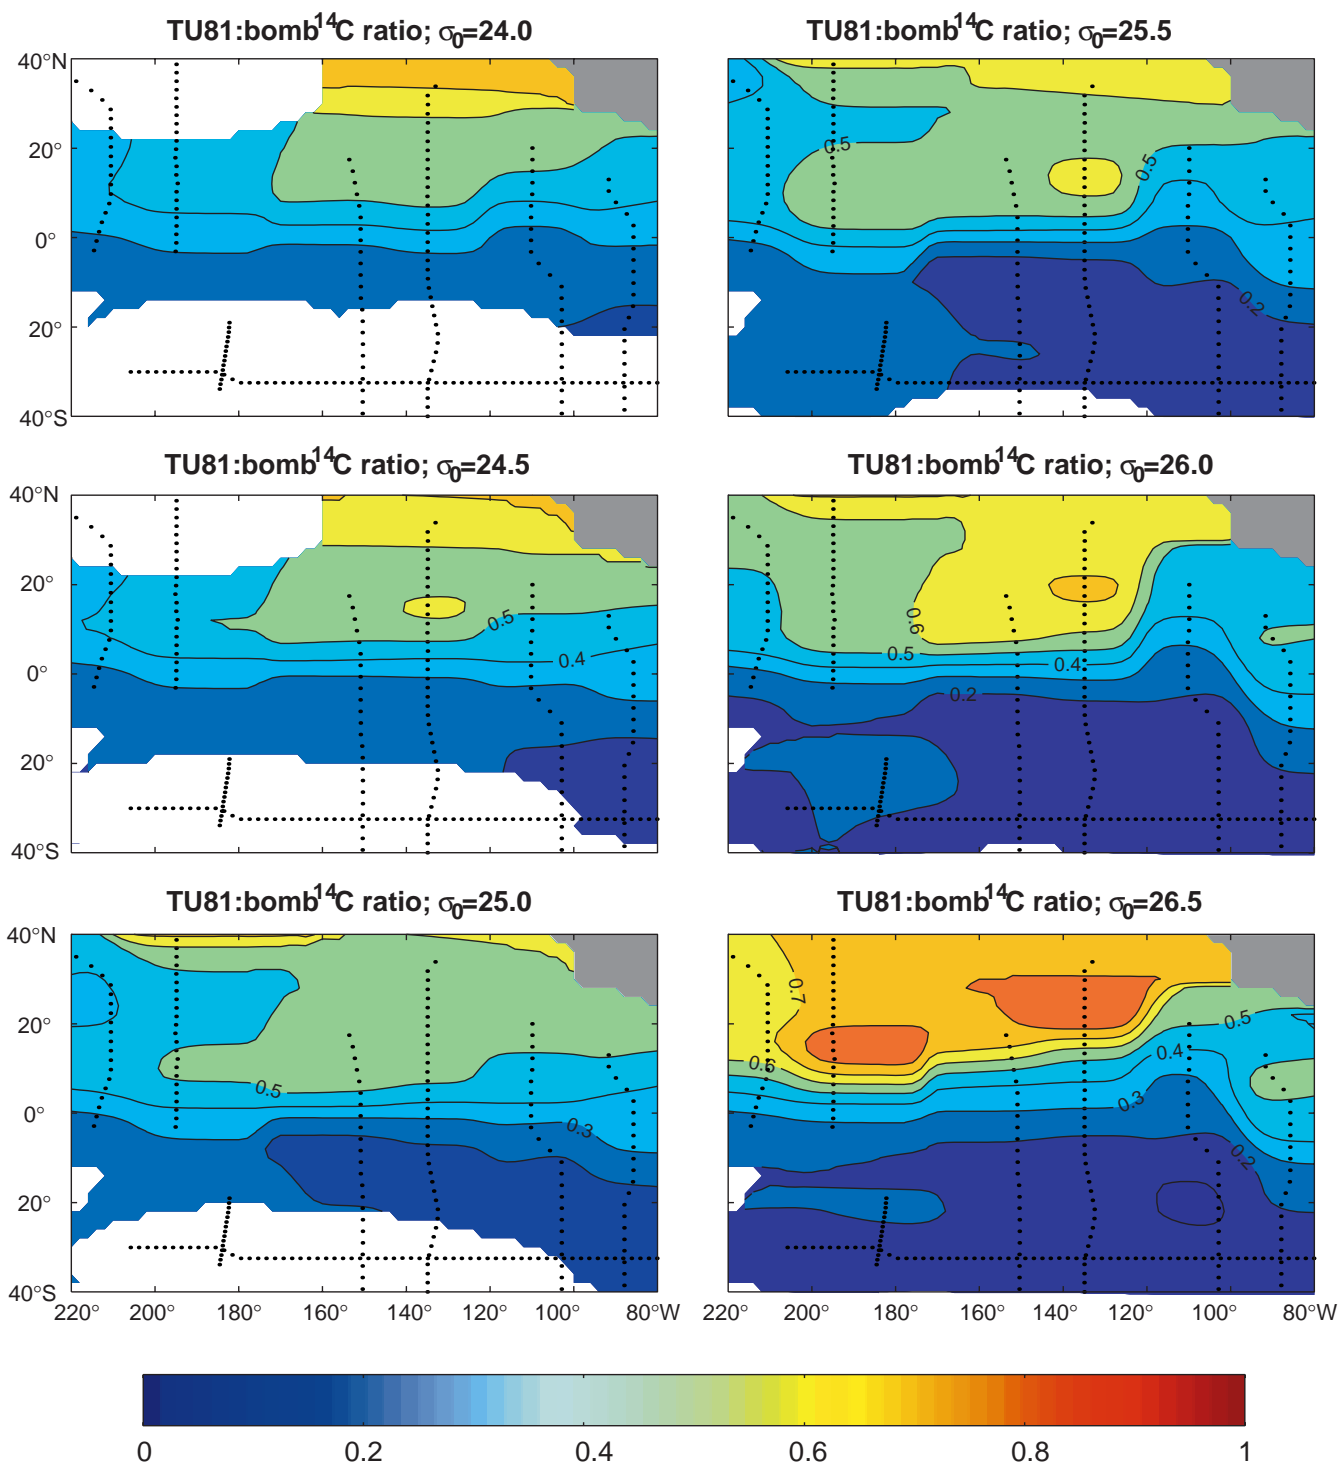 TU81:bomb14C ratio; σ0=24.0
40°N
20°
0°
20°
40°S
TU81:bomb14C ratio; σ0=25.5
0.5
0.5
0.2
TU81:bomb14C ratio; σ0=24.5
40°N
20°
0°
20°
40°S
0.5
0.4
TU81:bomb14C ratio; σ0=26.0
0.6
0.5
0.4
0.2
TU81:bomb14C ratio; σ0=25.0
40°N
20°
0°
20°
40°S
0.5
0.3
220° 200° 180° 160° 140° 120° 100° 80°W
TU81:bomb14C ratio; σ0=26.5
0.7
0.6
0.5
0.4
0.3
0.2
220° 200° 180° 160° 140° 120° 100° 80°W
0 0.2 0.4 0.6 0.8 1